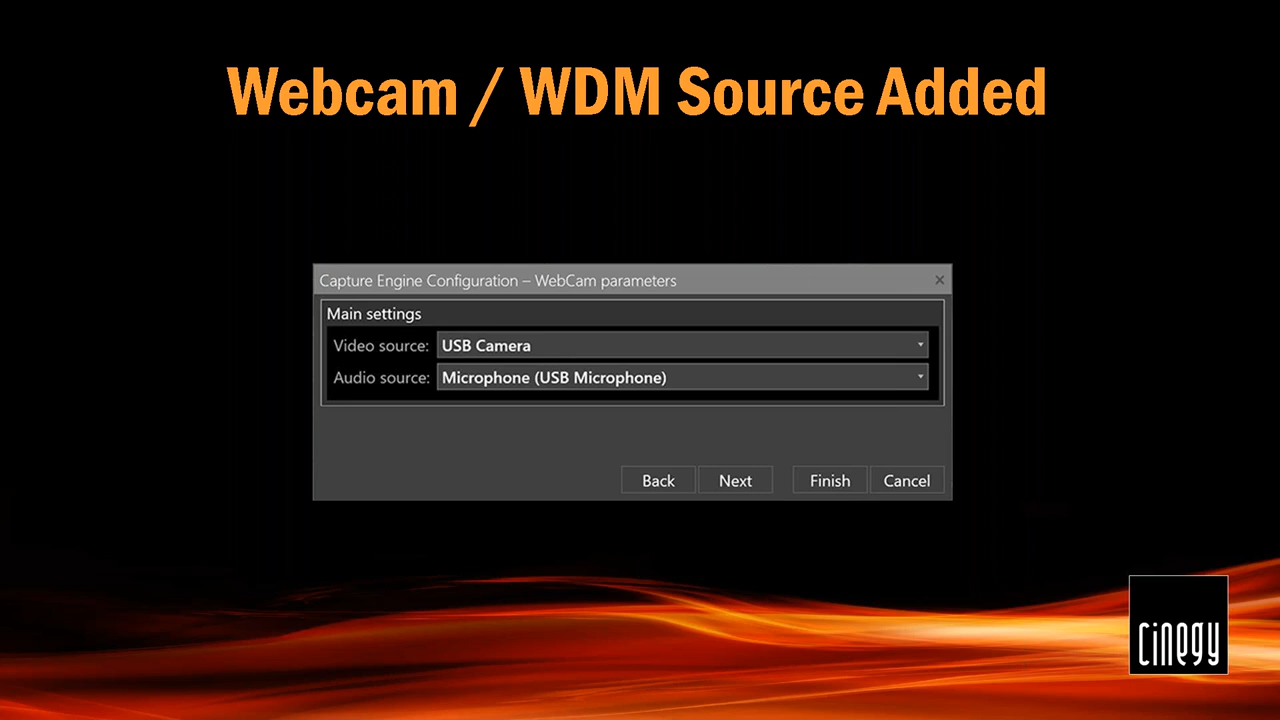 Webcam / WDM Source Added
Capture Engine Configuration – WebCam parameters
Main settings
Video source: USB Camera
Audio source: Microphone (USB Microphone)
Back Next Finish Cancel
cinegy